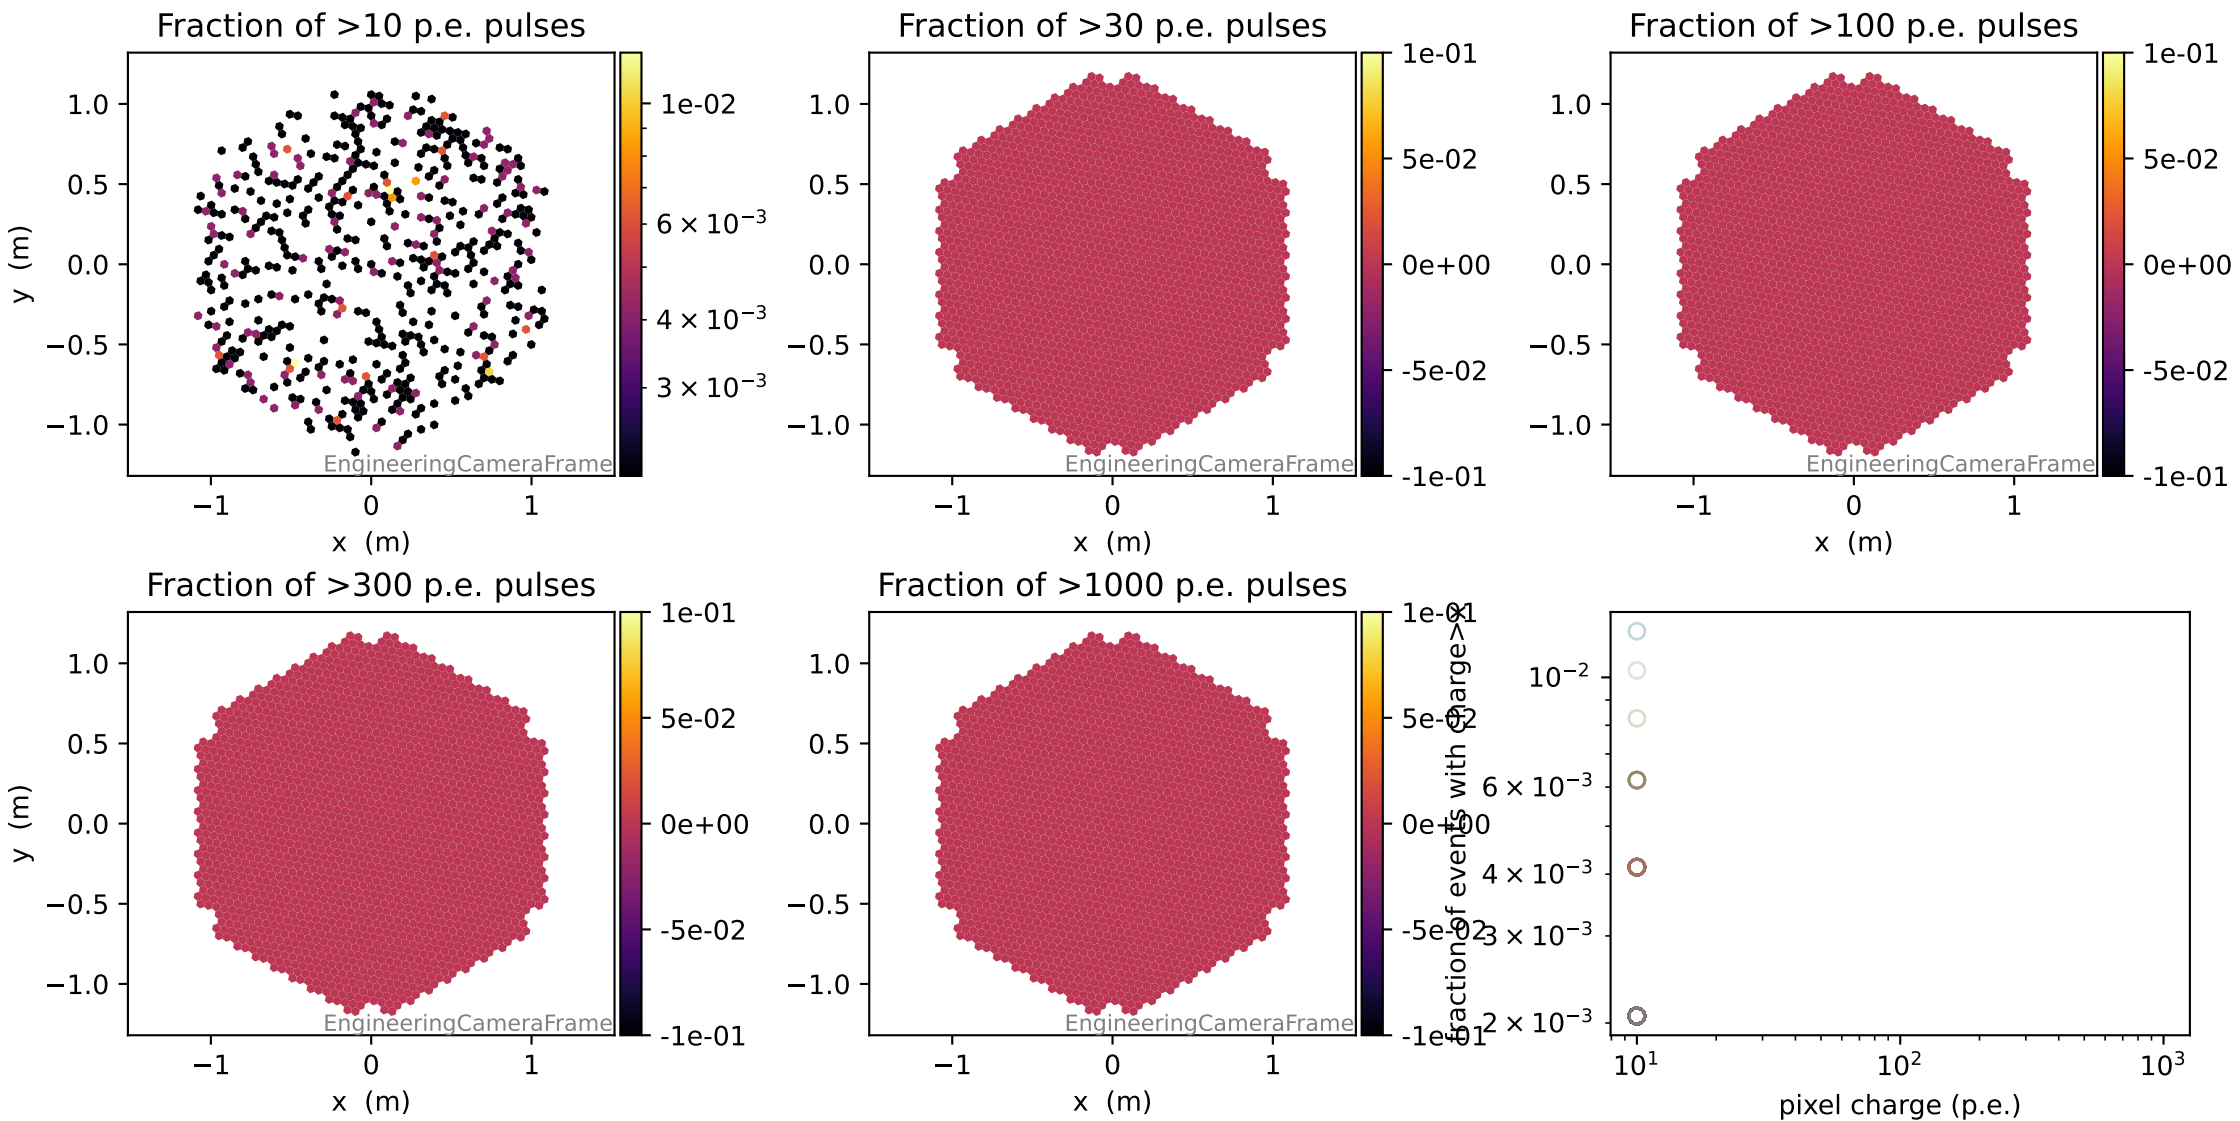 Fraction of >10 p.e. pulses
Fraction of >30 p.e. pulses
Fraction of >100 p.e. pulses
1.0
0.5
0.0
−0.5
−1.0
y (m)
−1
0
1
x (m)
EngineeringCameraFrame
1e-02
6 × 10⁻³
4 × 10⁻³
3 × 10⁻³
1.0
0.5
0.0
−0.5
−1.0
−1
0
1
x (m)
EngineeringCameraFrame
1e-01
5e-02
0e+00
-5e-02
-1e-01
1.0
0.5
0.0
−0.5
−1.0
−1
0
1
x (m)
EngineeringCameraFrame
1e-01
5e-02
0e+00
-5e-02
-1e-01
Fraction of >300 p.e. pulses
Fraction of >1000 p.e. pulses
1.0
0.5
0.0
−0.5
−1.0
y (m)
−1
0
1
x (m)
EngineeringCameraFrame
1e-01
5e-02
0e+00
-5e-02
-1e-01
1.0
0.5
0.0
−0.5
−1.0
−1
0
1
x (m)
EngineeringCameraFrame
1e-01
5e-02
0e+00
-5e-02
-1e-01
fraction of events with charge>x
10⁻²
6 × 10⁻³
4 × 10⁻³
3 × 10⁻³
2 × 10⁻³
10¹
10²
10³
pixel charge (p.e.)